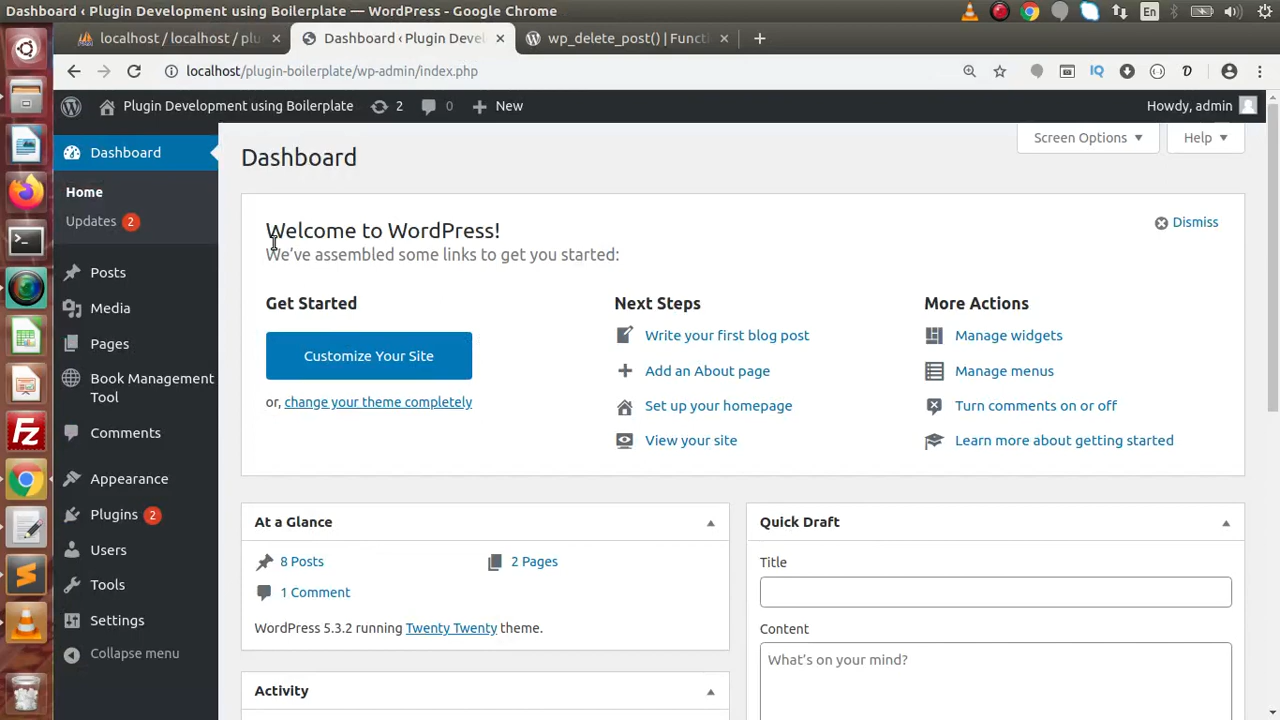 Dashboard ‹ Plugin Development using Boilerplate — WordPress - Google Chrome
En
localhost / localhost / plu
Dashboard ‹ Plugin Deve
wp_delete_post() | Funct
localhost/plugin-boilerplate/wp-admin/index.php
IQ
Plugin Development using Boilerplate
2
0
New
Howdy, admin
Dashboard
Home
Updates 2
Posts
Media
Pages
Book Management
Tool
Comments
Appearance
Plugins 2
Users
Tools
Settings
Collapse menu
Screen Options
Help
Dashboard
Welcome to WordPress!
We've assembled some links to get you started:
Dismiss
Get Started
Customize Your Site
or, change your theme completely
Next Steps
Write your first blog post
Add an About page
Set up your homepage
View your site
More Actions
Manage widgets
Manage menus
Turn comments on or off
Learn more about getting started
At a Glance
8 Posts
2 Pages
1 Comment
WordPress 5.3.2 running Twenty Twenty theme.
Activity
Quick Draft
Title
Content
What's on your mind?